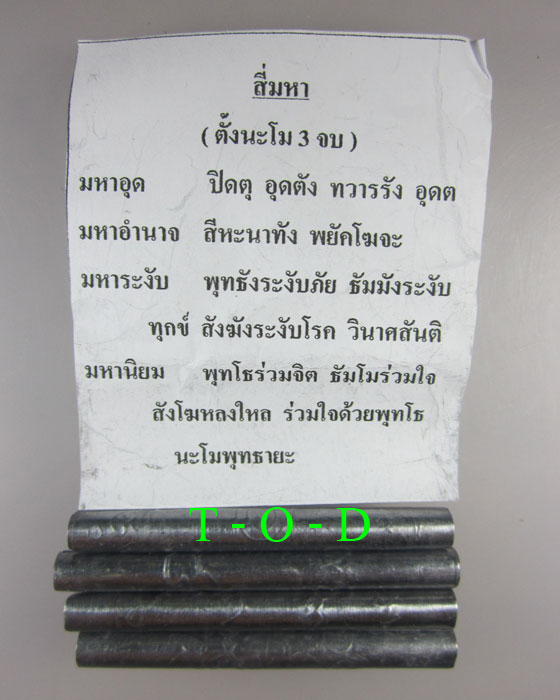 สี่มหา
( ตั้งนะโม 3 จบ )
มหาอุด ปิดตุ อุดตัง ทวารรัง อุดต
มหาอำนาจ สีหะนาทัง พยัคโฆจะ
มหาระงับ พุทธังระงับภัย ธัมมังระงับ
ทุกข์ สังฆังระงับโรค วินาศสันติ
มหานิยม พุทโธร่วมจิต ธัมโมร่วมใจ
สังโฆหลงใหล ร่วมใจด้วยพุทโธ
นะโมพุทธายะ
T - O - D